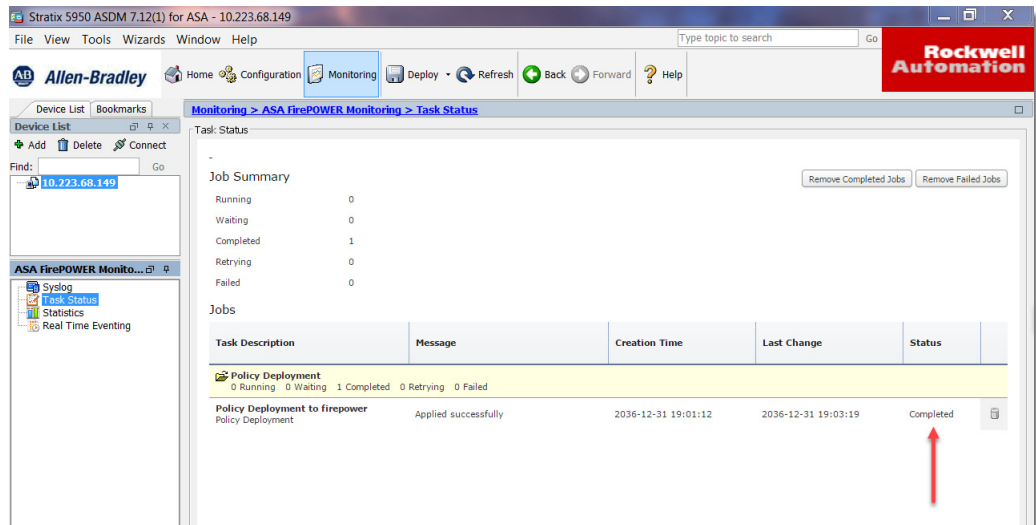 Stratix 5950 ASDM 7.12(1) for ASA - 10.223.68.149
File View Tools Wizards Window Help
Type topic to search
Go
Rockwell
Automation
AB
Allen-Bradley
Home
Configuration
Monitoring
Deploy
Refresh
Back
Forward
Help
Device List
Bookmarks
Device List
Add
Delete
Connect
Find:
Go
10.223.68.149
ASA FirePOWER Monito...
Syslog
Task Status
Statistics
Real Time Eventing
Monitoring > ASA FirePOWER Monitoring > Task Status
Task Status
-
Job Summary
Remove Completed Jobs
Remove Failed Jobs
Running 0
Waiting 0
Completed 1
Retrying 0
Failed 0
Jobs
Task Description Message Creation Time Last Change Status
Policy Deployment
0 Running 0 Waiting 1 Completed 0 Retrying 0 Failed
Policy Deployment to firepower Applied successfully 2036-12-31 19:01:12 2036-12-31 19:03:19 Completed
Policy Deployment